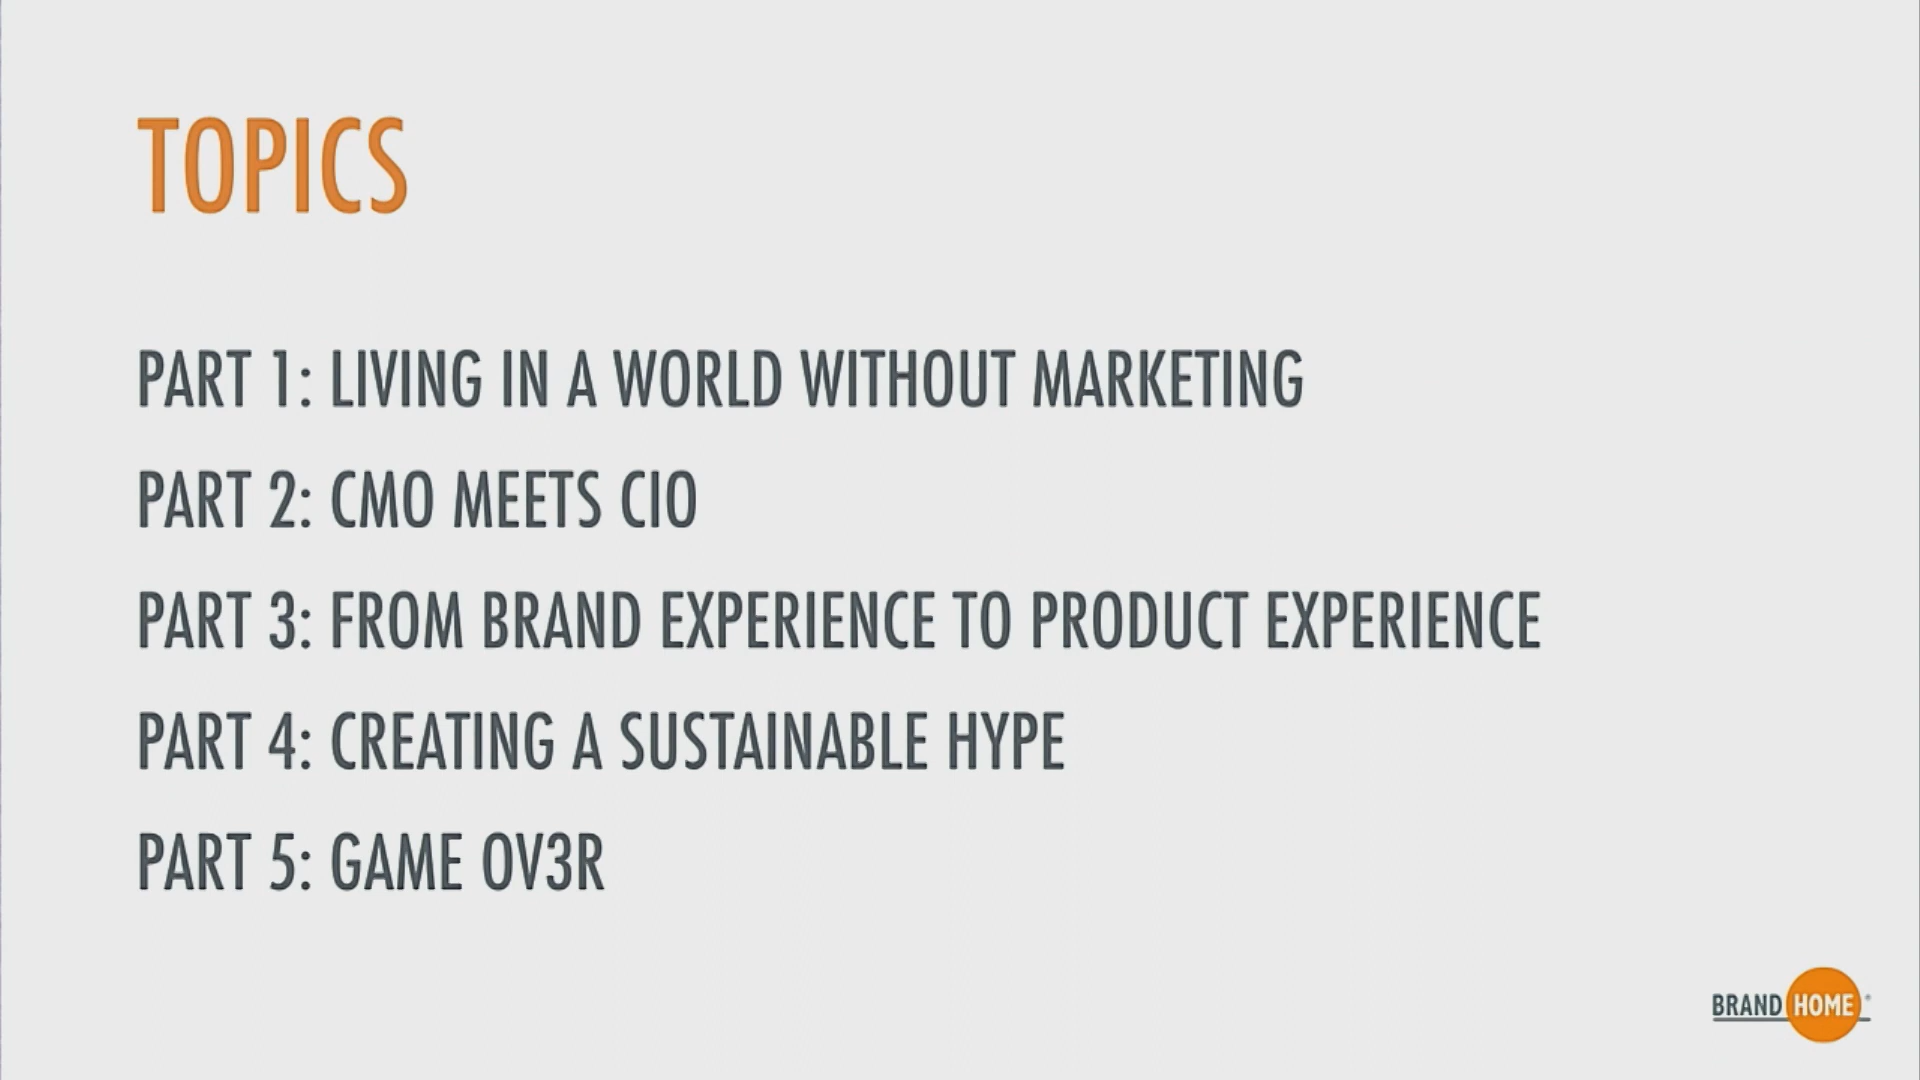 TOPICS
PART 1: LIVING IN A WORLD WITHOUT MARKETING
PART 2: CMO MEETS CIO
PART 3: FROM BRAND EXPERIENCE TO PRODUCT EXPERIENCE
PART 4: CREATING A SUSTAINABLE HYPE
PART 5: GAME OV3R
BRAND HOME